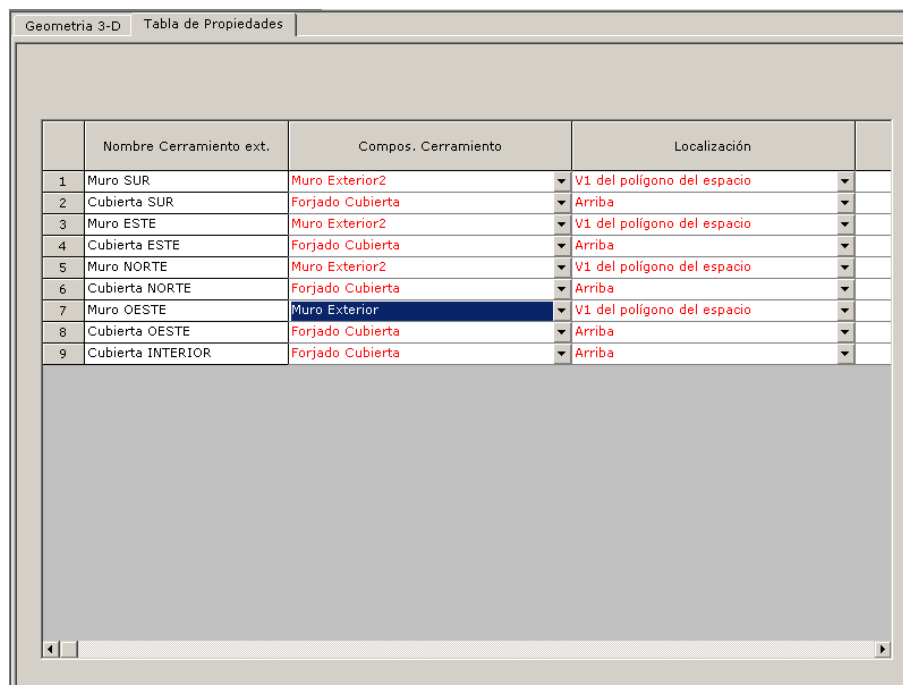 Geometria 3-D Tabla de Propiedades
Nombre Cerramiento ext. Compos. Cerramiento Localización
1 Muro SUR Muro Exterior2 V1 del polígono del espacio
2 Cubierta SUR Forjado Cubierta Arriba
3 Muro ESTE Muro Exterior2 V1 del polígono del espacio
4 Cubierta ESTE Forjado Cubierta Arriba
5 Muro NORTE Muro Exterior2 V1 del polígono del espacio
6 Cubierta NORTE Forjado Cubierta Arriba
7 Muro OESTE Muro Exterior V1 del polígono del espacio
8 Cubierta OESTE Forjado Cubierta Arriba
9 Cubierta INTERIOR Forjado Cubierta Arriba